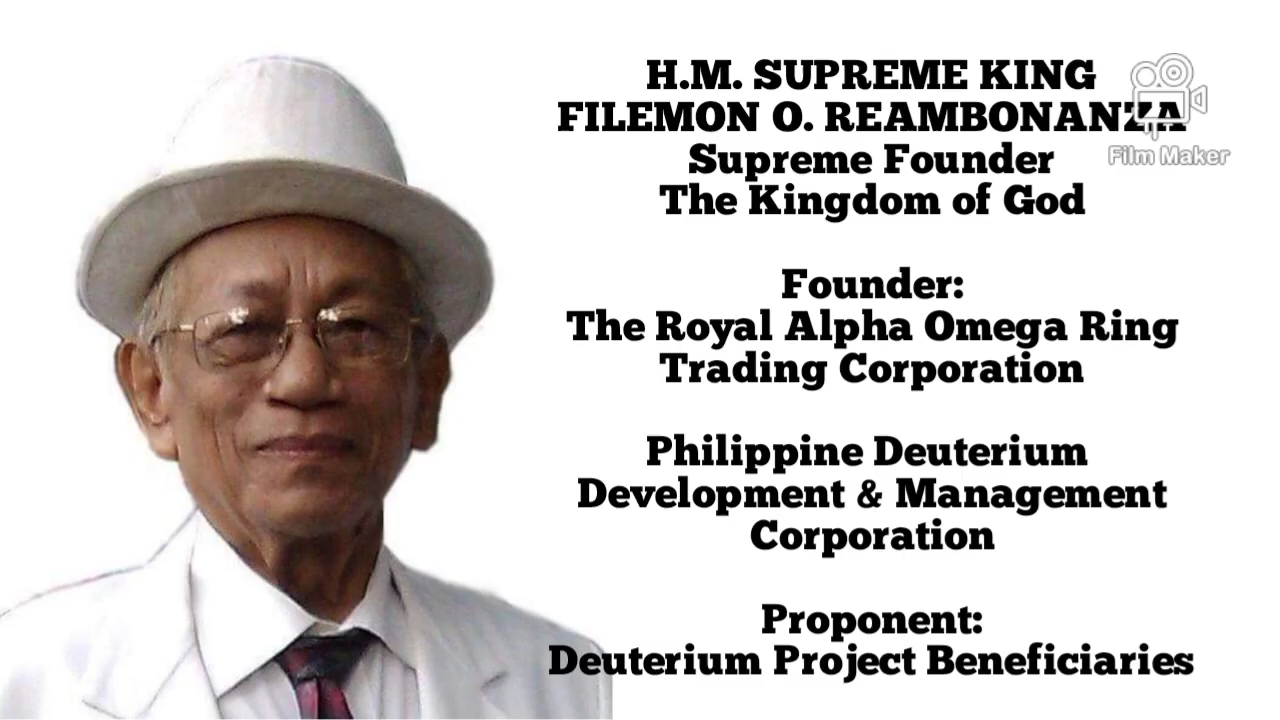 H.M. SUPREME KING
FILEMON O. REAMBONANZA
Supreme Founder
The Kingdom of God
Founder:
The Royal Alpha Omega Ring
Trading Corporation
Philippine Deuterium
Development & Management
Corporation
Proponent:
Deuterium Project Beneficiaries
Film Maker